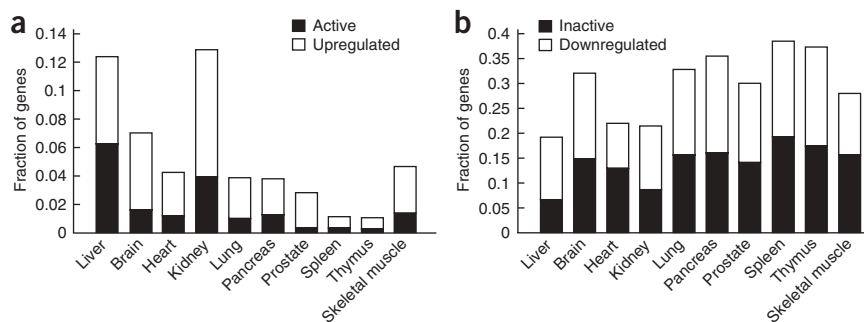 a
Active
Upregulated
Fraction of genes
0.14
0.12
0.1
0.08
0.06
0.04
0.02
0
Liver
Brain
Heart
Kidney
Lung
Pancreas
Prostate
Spleen
Thymus
Skeletal muscle
b
Inactive
Downregulated
Fraction of genes
0.4
0.35
0.3
0.25
0.2
0.15
0.1
0.05
0
Liver
Brain
Heart
Kidney
Lung
Pancreas
Prostate
Spleen
Thymus
Skeletal muscle